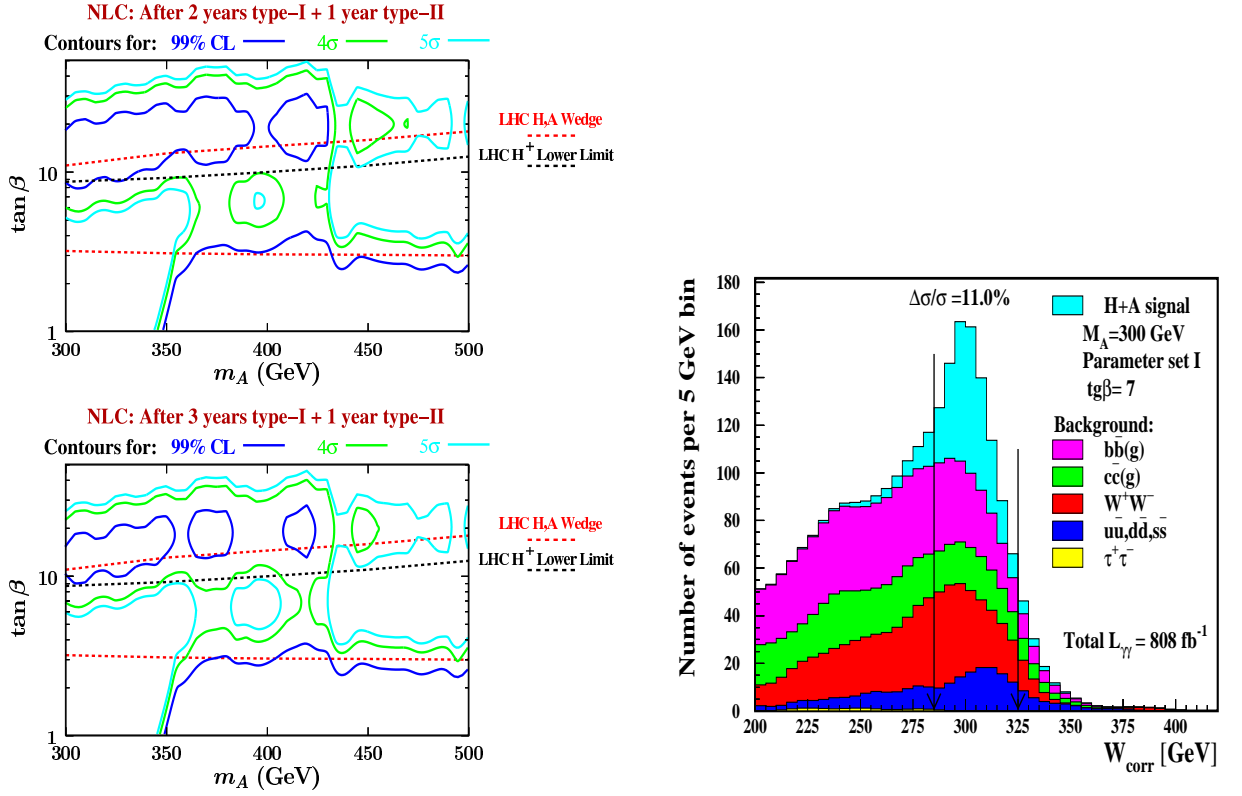 NLC: After 2 years type-I + 1 year type-II
Contours for: 99% CL 4σ 5σ
10
1
tan β
300 350 400 450 500
m_A (GeV)
LHC H,A Wedge
LHC H⁺ Lower Limit
NLC: After 3 years type-I + 1 year type-II
Contours for: 99% CL 4σ 5σ
10
1
tan β
300 350 400 450 500
m_A (GeV)
LHC H,A Wedge
LHC H⁺ Lower Limit
Number of events per 5 GeV bin
180
160
140
120
100
80
60
40
20
0
200 225 250 275 300 325 350 375 400
W_corr [GeV]
Δσ/σ =11.0%
H+A signal
M_A=300 GeV
Parameter set I
tgβ= 7
Background:
bb̄(g)
cc̄(g)
W⁺W⁻
uū,dd̄,ss̄
τ⁺τ⁻
Total L_γγ = 808 fb⁻¹